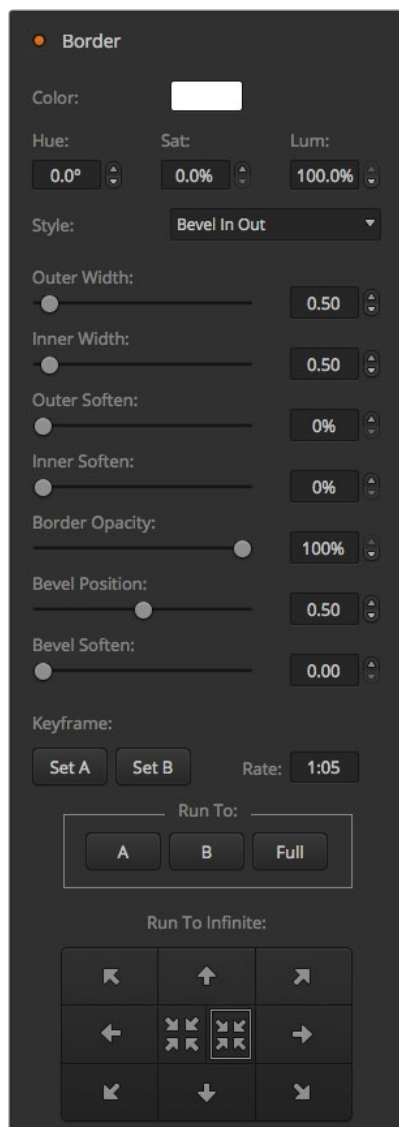 Border
Color:
Hue: Sat: Lum:
0.0° 0.0% 100.0%
Style: Bevel In Out
Outer Width:
0.50
Inner Width:
0.50
Outer Soften:
0%
Inner Soften:
0%
Border Opacity:
100%
Bevel Position:
0.50
Bevel Soften:
0.00
Keyframe:
Set A Set B Rate: 1:05
Run To:
A B Full
Run To Infinite: